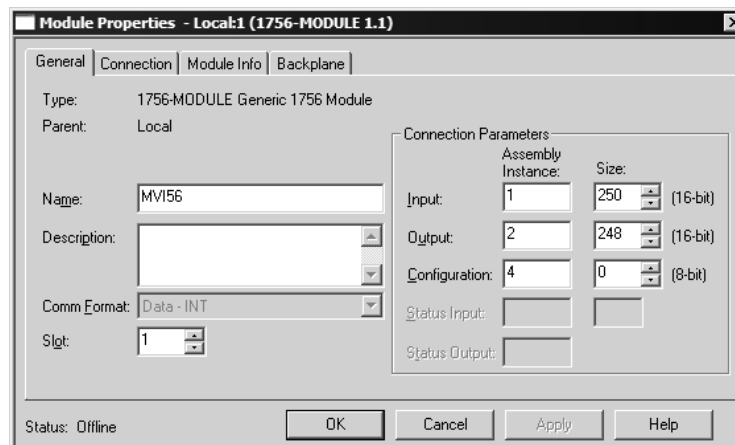 Module Properties - Local:1 (1756-MODULE 1.1)
General Connection Module Info Backplane
Type: 1756-MODULE Generic 1756 Module
Parent: Local
Connection Parameters
Assembly Instance: Size:
Name: MVI56
Input: 1 250 (16-bit)
Description:
Output: 2 248 (16-bit)
Configuration: 4 0 (8-bit)
Comm Format: Data - INT
Status Input:
Slot: 1
Status Output:
Status: Offline OK Cancel Apply Help